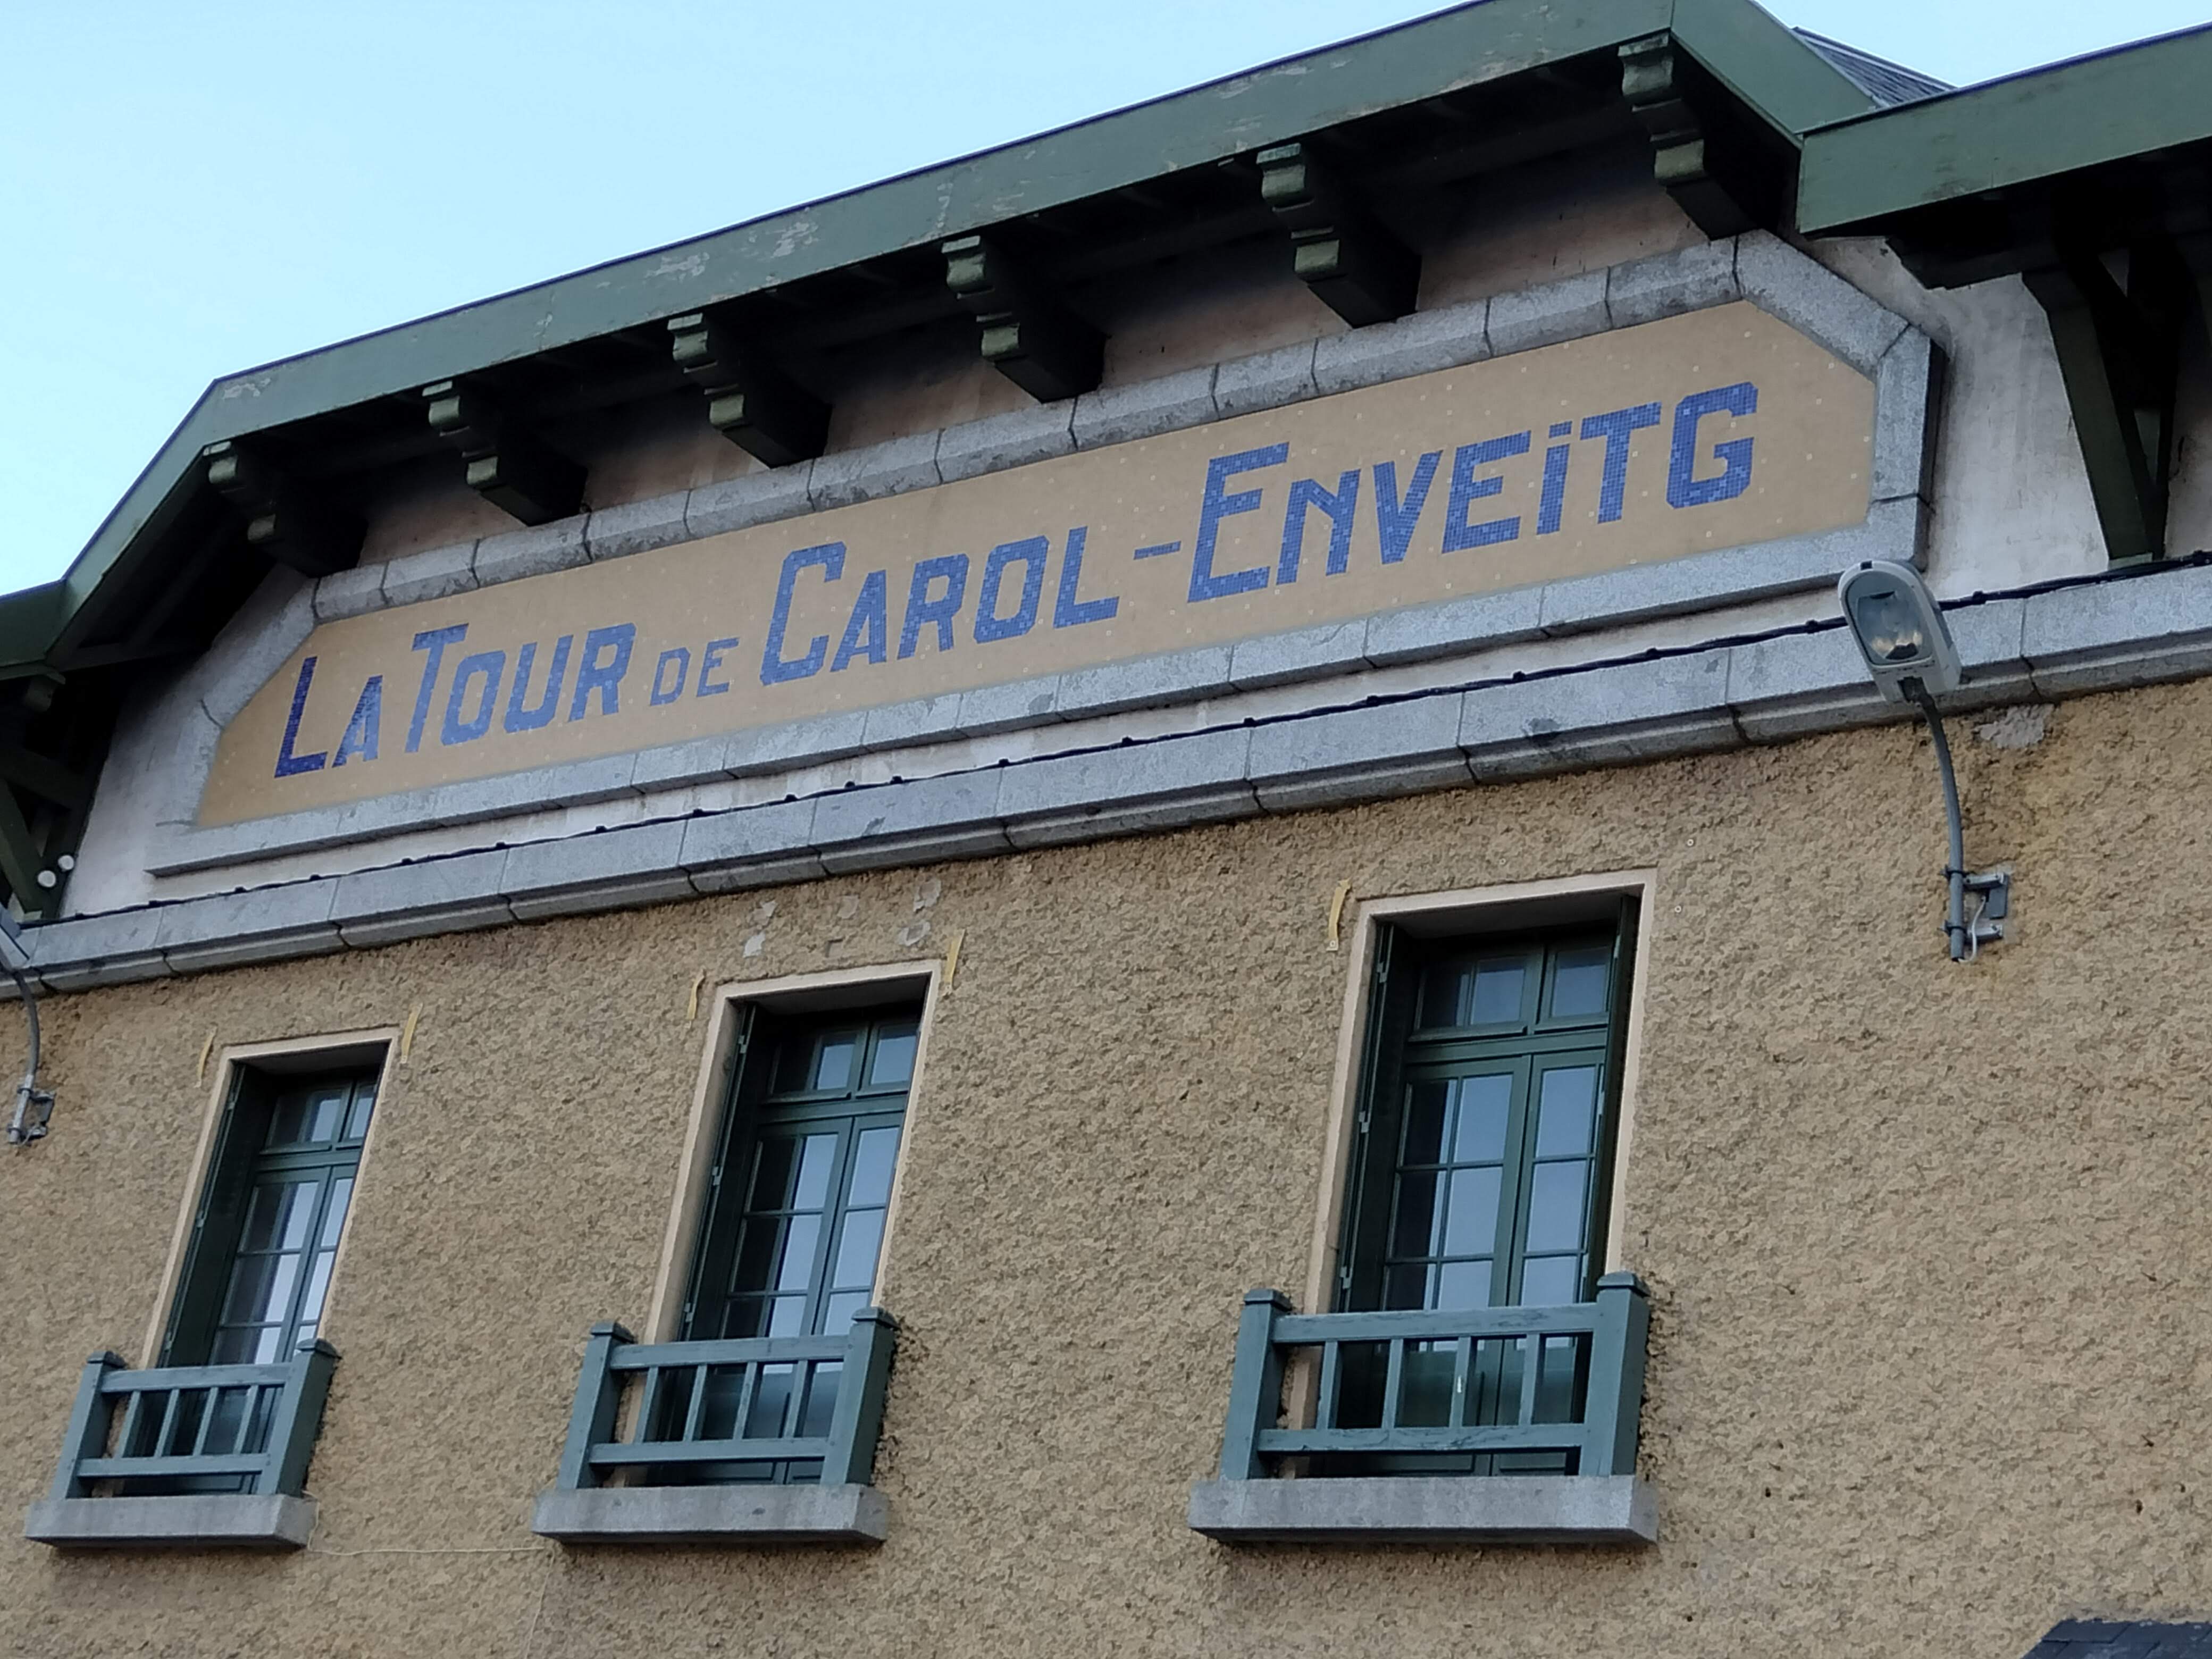 LA TOUR DE CAROL - ENVEiTG